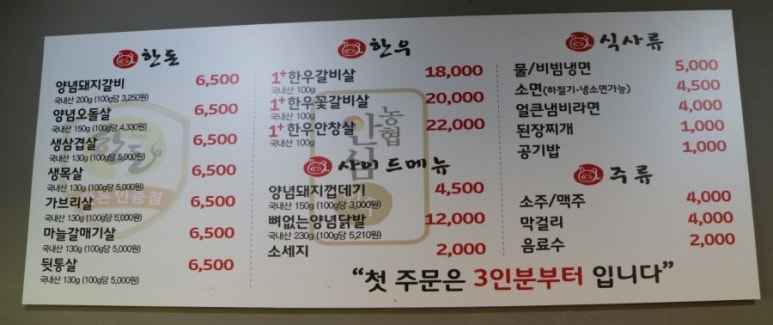 한돈
양념돼지갈비 6,500
국내산 200g (100g당 3,250원)
양념오돌살 6,500
국내산 150g (100g당 4,330원)
생삼겹살 6,500
국내산 130g (100g당 5,000원)
생목살 6,500
국내산 130g (100g당 5,000원)
가브리살 6,500
국내산 130g (100g당 5,000원)
마늘갈매기살 6,500
국내산 130g (100g당 5,000원)
뒷통살 6,500
국내산 130g (100g당 5,000원)
한돈
인증점
한우
1+한우갈비살 18,000
국내산 100g
1+한우꽃갈비살 20,000
국내산 100g
1+한우안창살 22,000
국내산 100g
농협
안심
사이드메뉴
양념돼지껍데기 4,500
국내산 150g (100g당 3,000원)
뼈없는양념닭발 12,000
국내산 230g (100g당 5,210원)
소세지 2,000
식사류
물/비빔냉면 5,000
소면(하절기-냉소면가능) 4,500
얼큰냄비라면 4,000
된장찌개 1,000
공기밥 1,000
주류
소주/맥주 4,000
막걸리 4,000
음료수 2,000
“첫 주문은 3인분부터 입니다”